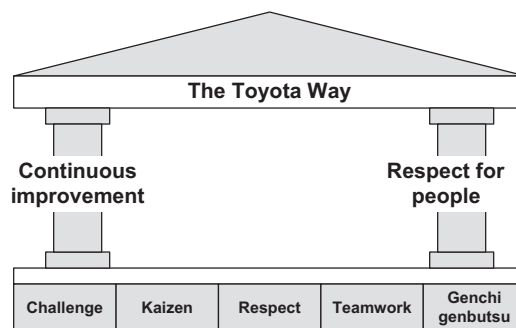 The Toyota Way
Continuous
improvement
Respect for
people
Challenge
Kaizen
Respect
Teamwork
Genchi
genbutsu